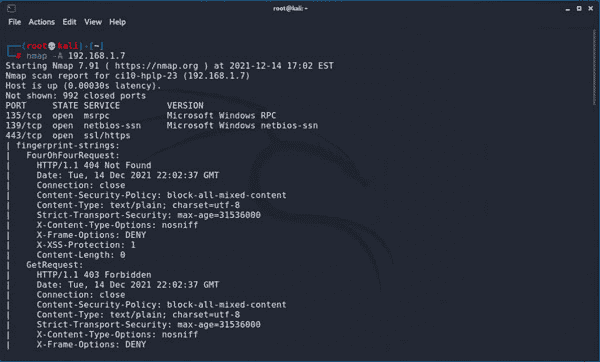 root@kali: ~
File Actions Edit View Help
(root💀kali)-[~]
# nmap -A 192.168.1.7
Starting Nmap 7.91 ( https://nmap.org ) at 2021-12-14 17:02 EST
Nmap scan report for ci10-hplp-23 (192.168.1.7)
Host is up (0.00030s latency).
Not shown: 992 closed ports
PORT STATE SERVICE VERSION
135/tcp open msrpc Microsoft Windows RPC
139/tcp open netbios-ssn Microsoft Windows netbios-ssn
443/tcp open ssl/https
| fingerprint-strings:
| FourOhFourRequest:
| HTTP/1.1 404 Not Found
| Date: Tue, 14 Dec 2021 22:02:37 GMT
| Connection: close
| Content-Security-Policy: block-all-mixed-content
| Content-Type: text/plain; charset=utf-8
| Strict-Transport-Security: max-age=31536000
| X-Content-Type-Options: nosniff
| X-Frame-Options: DENY
| X-XSS-Protection: 1
| Content-Length: 0
| GetRequest:
| HTTP/1.1 403 Forbidden
| Date: Tue, 14 Dec 2021 22:02:37 GMT
| Connection: close
| Content-Security-Policy: block-all-mixed-content
| Content-Type: text/plain; charset=utf-8
| Strict-Transport-Security: max-age=31536000
| X-Content-Type-Options: nosniff
| X-Frame-Options: DENY